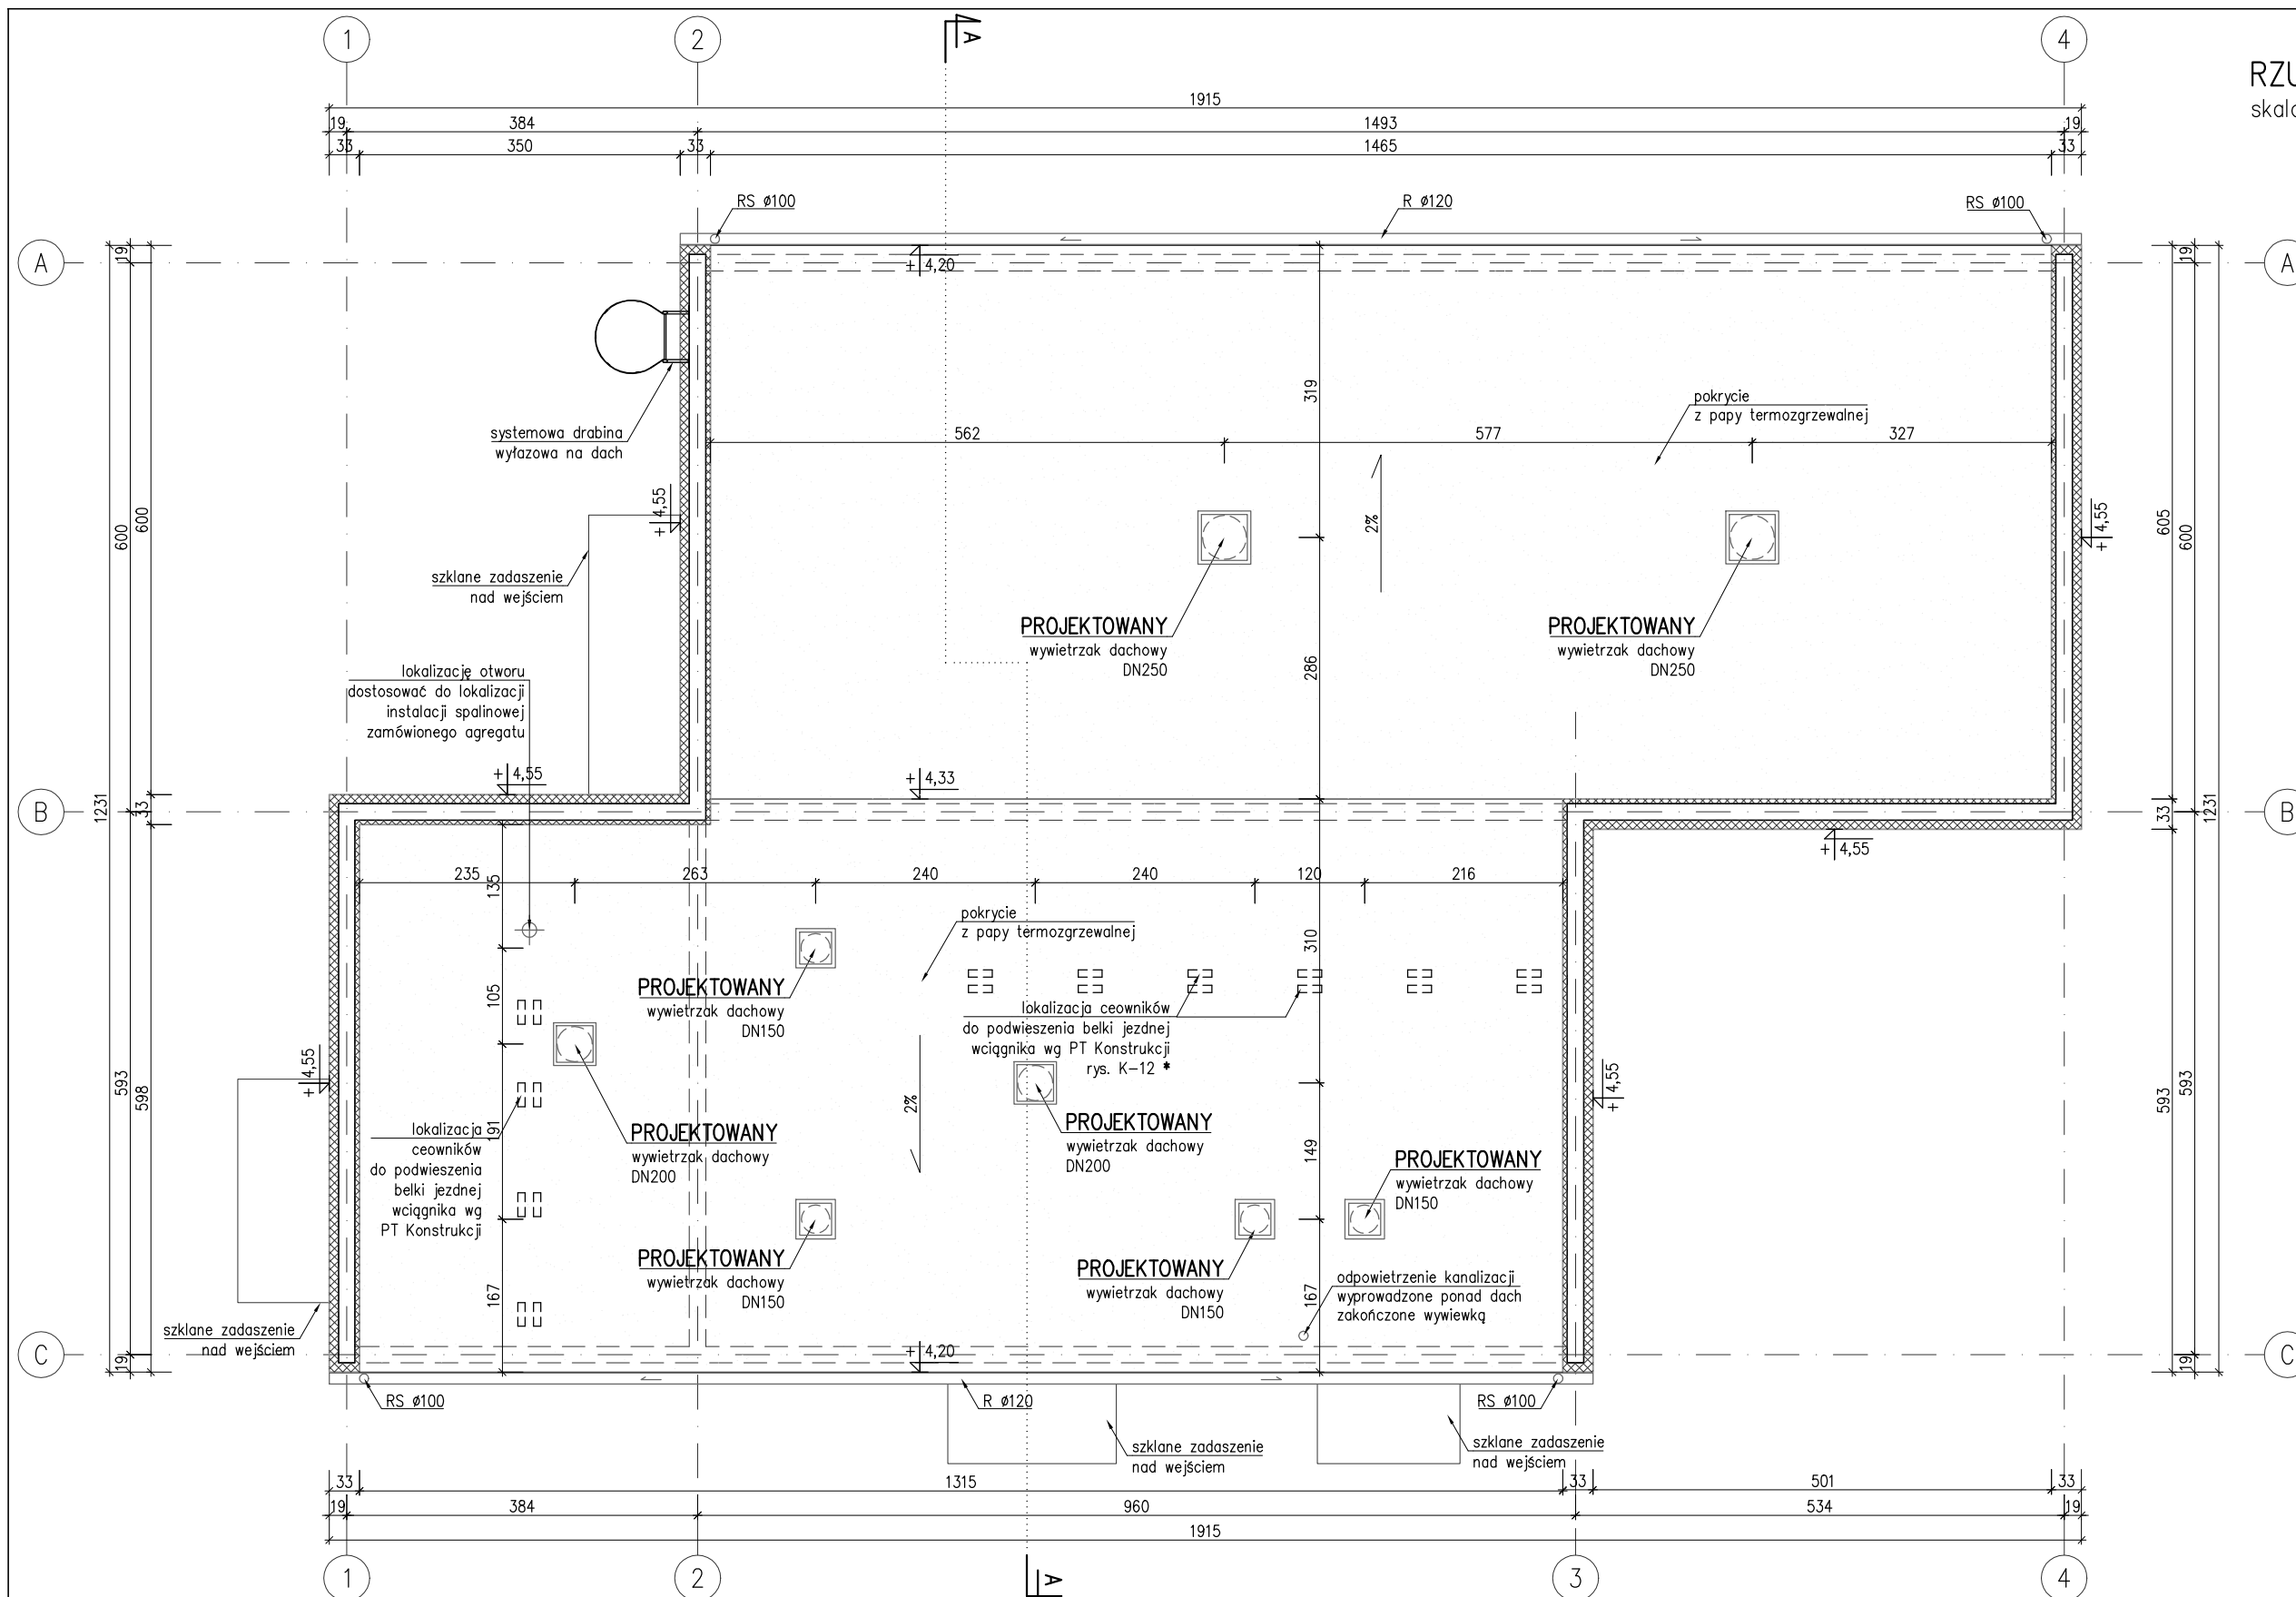 1
2
4
A
RZU
skala
1915
19
384
1493
19
33
350
33
1465
33
RS ø100
R ø120
RS ø100
A
A
19
+ 4,20
19
systemowa drabina
wyłazowa na dach
319
pokrycie
z papy termozgrzewalnej
562
577
327
+ 4,55
2%
+ 4,55
600
600
605
600
szklane zadaszenie
nad wejściem
PROJEKTOWANY
wywietrzak dachowy
DN250
PROJEKTOWANY
wywietrzak dachowy
DN250
286
lokalizację otworu
dostosować do lokalizacji
instalacji spalinowej
zamówionego agregatu
+ 4,55
+ 4,33
B
1231
33
33
1231
B
+ 4,55
235
263
240
240
120
216
135
pokrycie
z papy termozgrzewalnej
310
PROJEKTOWANY
wywietrzak dachowy
DN150
105
lokalizacja ceowników
do podwieszenia belki jezdnej
wciągnika wg PT Konstrukcji
rys. K-12 *
+ 4,55
+ 4,55
593
598
593
593
2%
191
149
lokalizacja
ceowników
do podwieszenia
belki jezdnej
wciągnika wg
PT Konstrukcji
PROJEKTOWANY
wywietrzak dachowy
DN200
PROJEKTOWANY
wywietrzak dachowy
DN200
PROJEKTOWANY
wywietrzak dachowy
DN150
PROJEKTOWANY
wywietrzak dachowy
DN150
PROJEKTOWANY
wywietrzak dachowy
DN150
odpowietrzenie kanalizacji
wyprowadzone ponad dach
zakończone wywiewką
167
167
szklane zadaszenie
nad wejściem
C
19
+ 4,20
19
C
RS ø100
R ø120
RS ø100
szklane zadaszenie
nad wejściem
szklane zadaszenie
nad wejściem
33
1315
33
501
33
19
384
960
534
19
1915
1
2
A
3
4